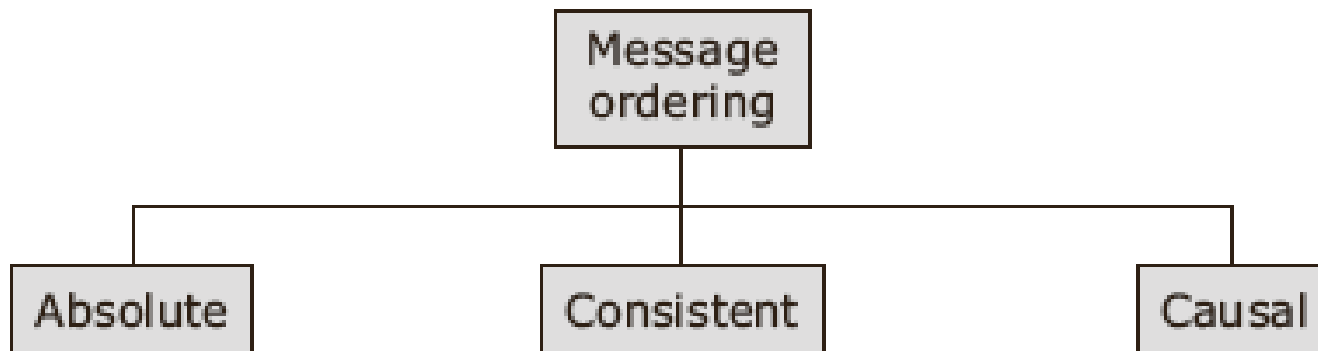 Message
ordering
Absolute
Consistent
Causal